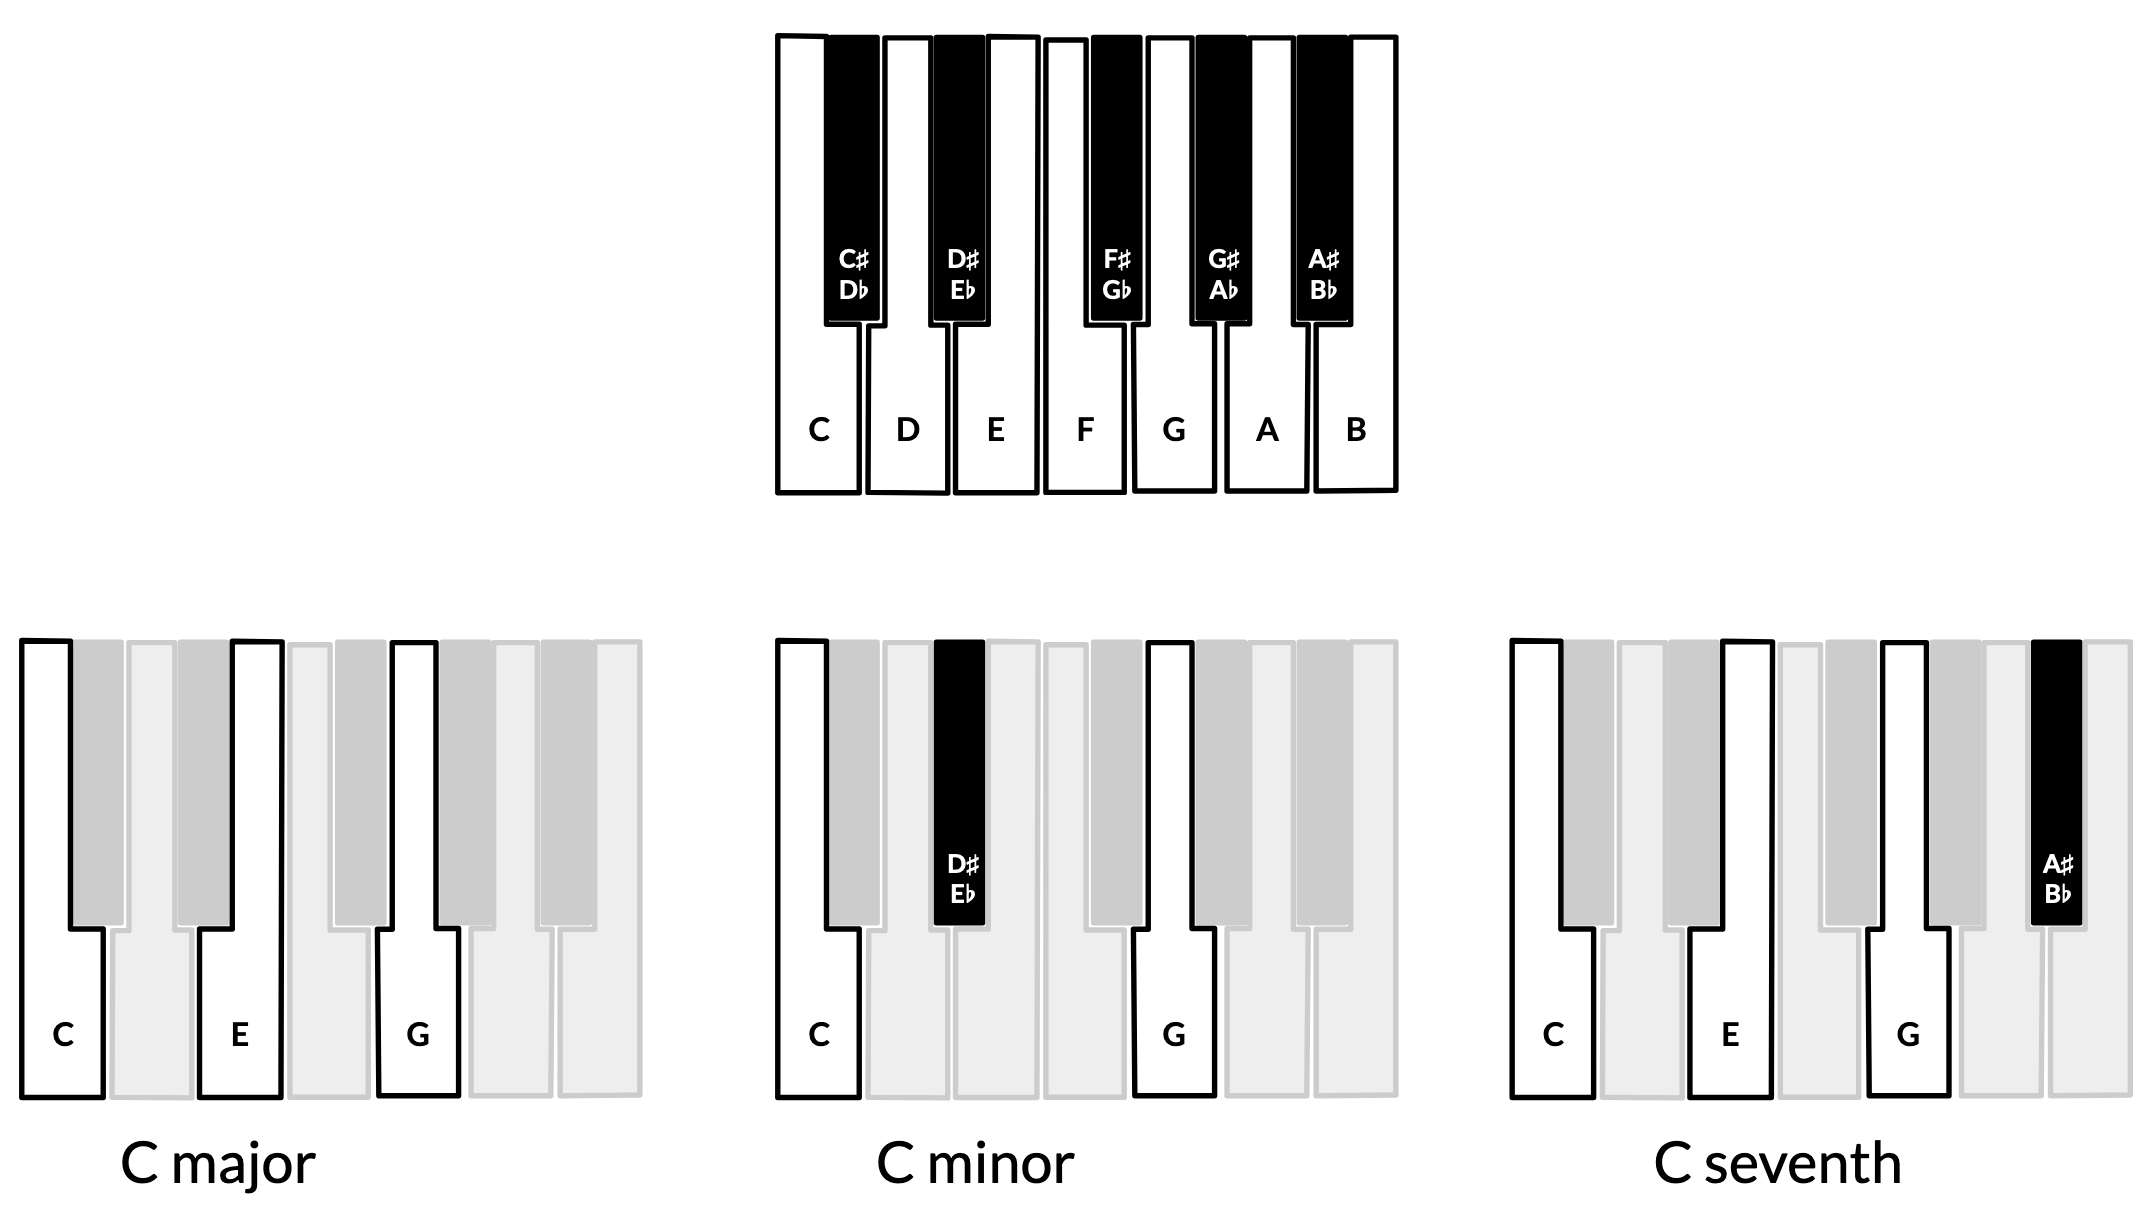 C♯ D♯ F♯ G♯ A♯
D♭ E♭ G♭ A♭ B♭
C D E F G A B
D♯ A♯
E♭ B♭
C E G C G C E G
C major C minor C seventh